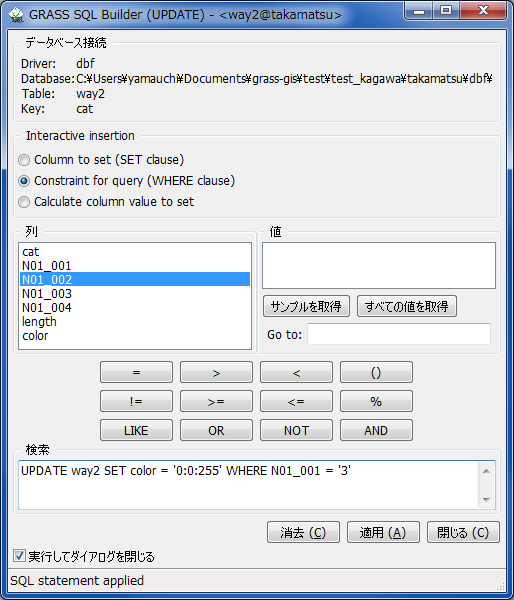 GRASS SQL Builder (UPDATE) - <way2@takamatsu>
データベース接続
Driver: dbf
Database: C:¥Users¥yamauchi¥Documents¥grass-gis¥test¥test_kagawa¥takamatsu¥dbf¥
Table: way2
Key: cat
Interactive insertion
Column to set (SET clause)
Constraint for query (WHERE clause)
Calculate column value to set
列
cat
N01_001
N01_002
N01_003
N01_004
length
color
値
サンプルを取得 すべての値を取得
Go to:
= > < ()
!= >= <= %
LIKE OR NOT AND
検索
UPDATE way2 SET color = '0:0:255' WHERE N01_001 = '3'
消去 (C) 適用 (A) 閉じる (C)
実行してダイアログを閉じる
SQL statement applied